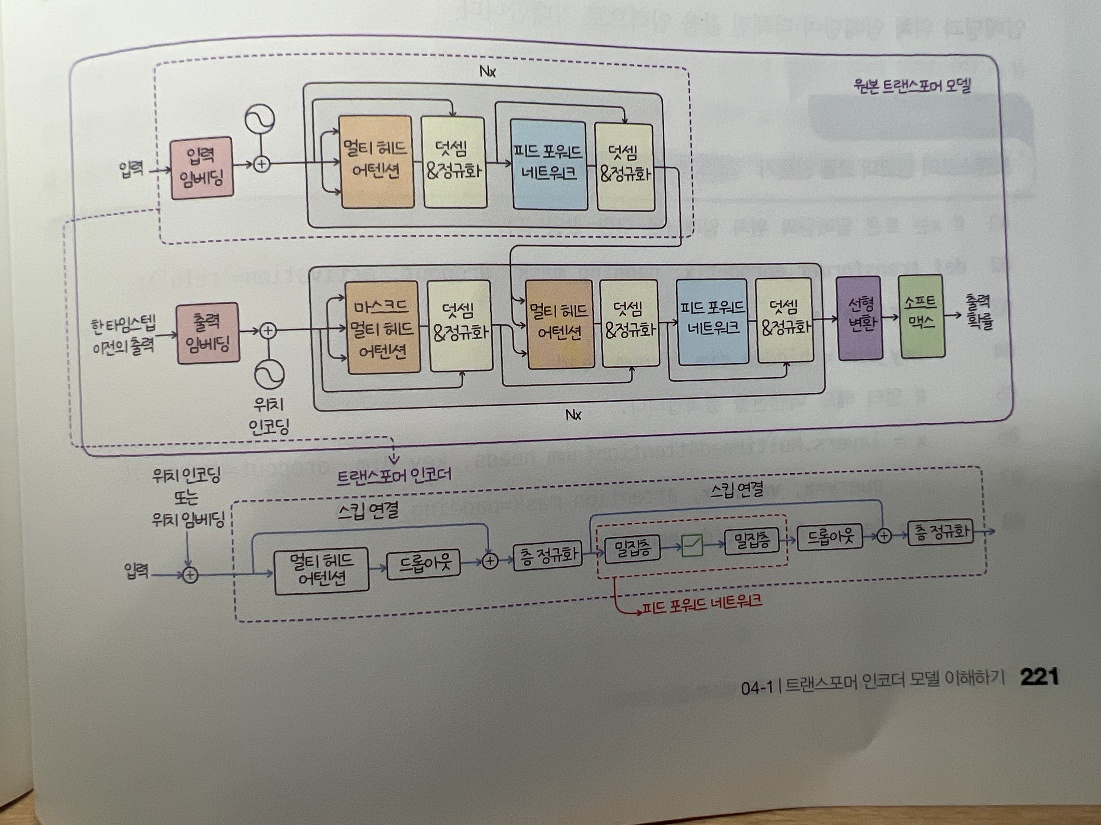 원본 트랜스포머 모델
Nx
입력
입력
임베딩
+
멀티 헤드
어텐션
덧셈
&정규화
피드 포워드
네트워크
덧셈
&정규화
한 타임스텝
이전의 출력
출력
임베딩
+
위치
인코딩
마스크드
멀티 헤드
어텐션
덧셈
&정규화
멀티 헤드
어텐션
덧셈
&정규화
피드 포워드
네트워크
덧셈
&정규화
선형
변환
소프트
맥스
출력
확률
Nx
트랜스포머 인코더
위치 인코딩
또는
위치 임베딩
입력
+
스킵 연결
멀티 헤드
어텐션
드롭아웃
+
층 정규화
스킵 연결
밀집층
밀집층
드롭아웃
+
층 정규화
피드 포워드 네트워크
04-1 | 트랜스포머 인코더 모델 이해하기 221